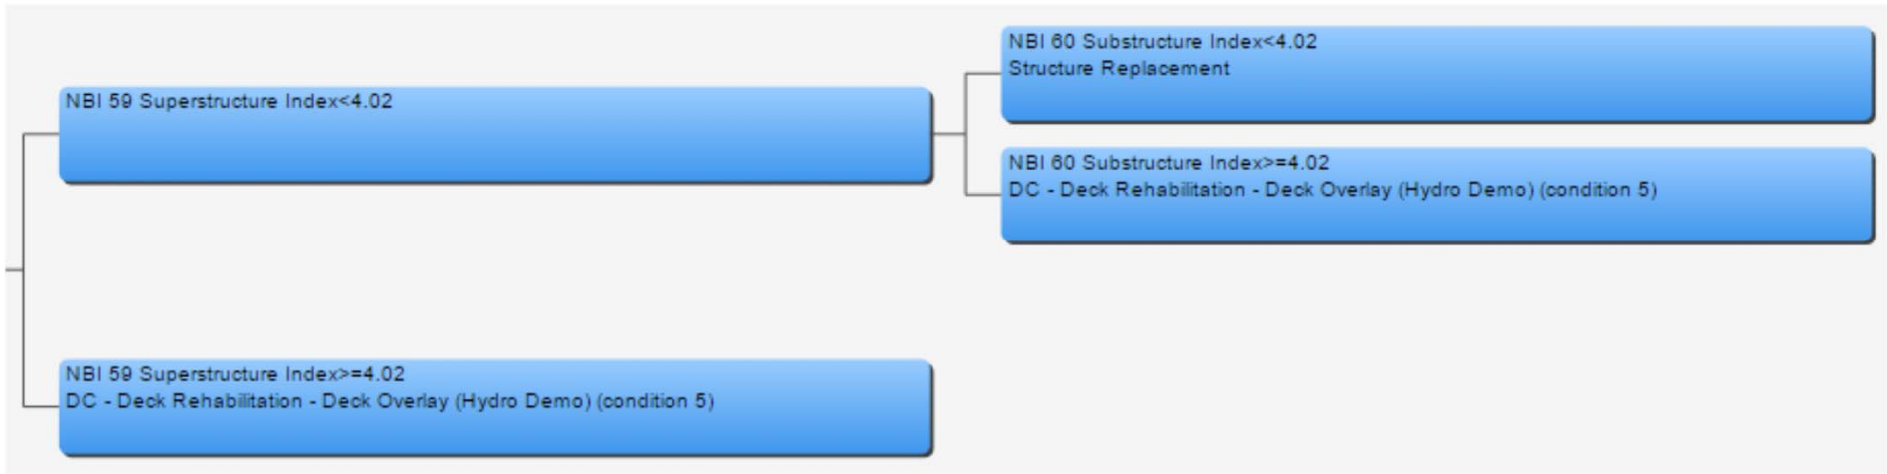 NBI 59 Superstructure Index<4.02
NBI 60 Substructure Index<4.02
Structure Replacement
NBI 60 Substructure Index>=4.02
DC - Deck Rehabilitation - Deck Overlay (Hydro Demo) (condition 5)
NBI 59 Superstructure Index>=4.02
DC - Deck Rehabilitation - Deck Overlay (Hydro Demo) (condition 5)